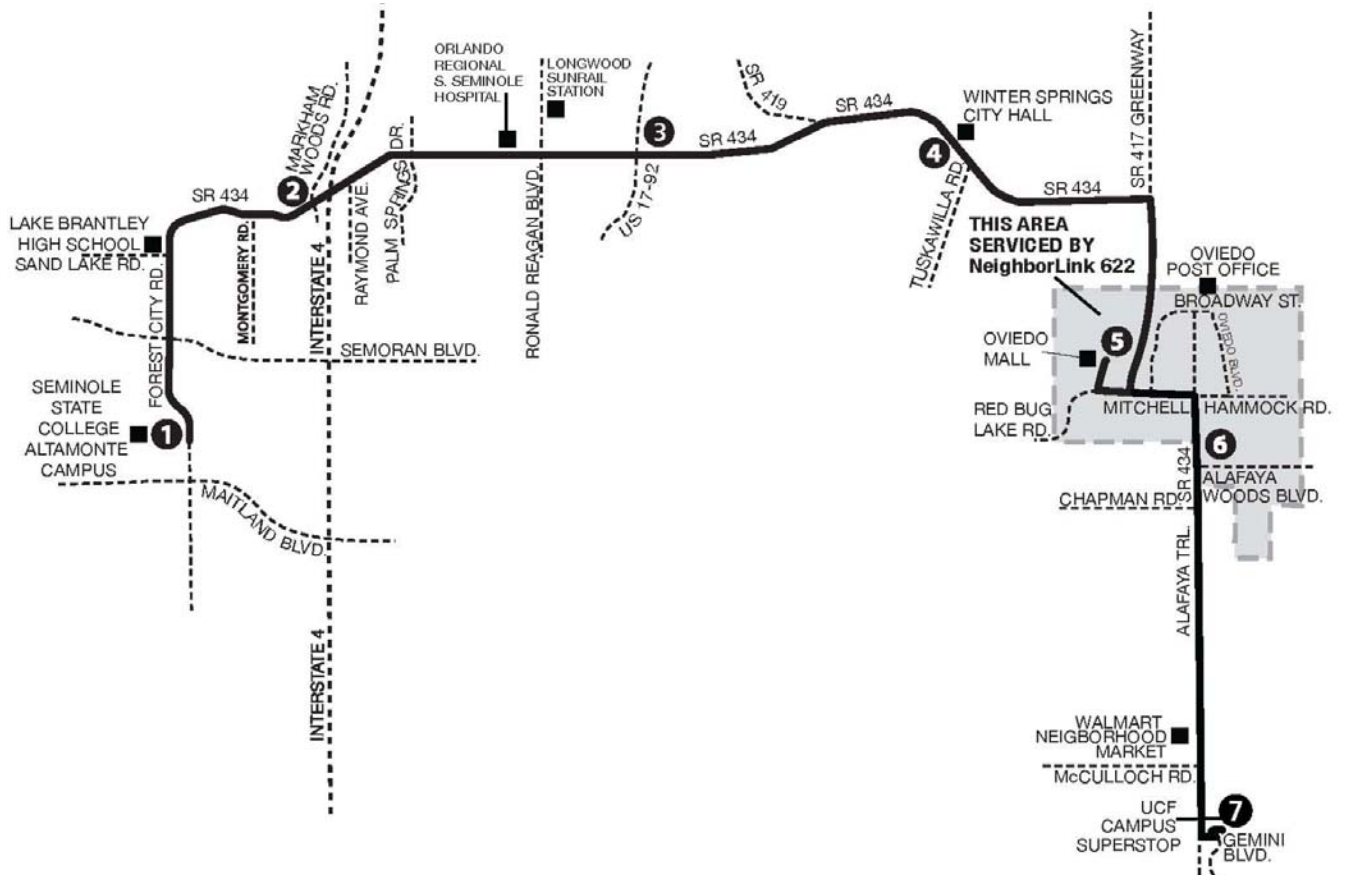 ORLANDO
REGIONAL
S. SEMINOLE
HOSPITAL
LONGWOOD
SUNRAIL
STATION
MARKHAM
WOODS RD.
3
SR 434
SR 419
SR 434
WINTER SPRINGS
CITY HALL
SR 417 GREENWAY
4
2
SR 434
LAKE BRANTLEY
HIGH SCHOOL
SAND LAKE RD.
FOREST CITY RD.
MONTGOMERY RD.
INTERSTATE 4
RAYMOND AVE.
PALM SPRINGS DR.
RONALD REAGAN BLVD.
US 17-92
TUSKAWILLA RD.
SR 434
THIS AREA
SERVICED BY
NeighborLink 622
OVIEDO
POST OFFICE
BROADWAY ST.
OVIEDO BLVD.
5
OVIEDO
MALL
SEMORAN BLVD.
SEMINOLE
STATE
COLLEGE
ALTAMONTE
CAMPUS
1
RED BUG
LAKE RD.
MITCHELL HAMMOCK RD.
6
SR 434
ALAFAYA
WOODS BLVD.
CHAPMAN RD.
MAITLAND BLVD.
ALAFAYA TRL.
INTERSTATE 4
WALMART
NEIGBORHOOD
MARKET
McCULLOCH RD.
UCF
CAMPUS
SUPERSTOP
7
GEMINI
BLVD.